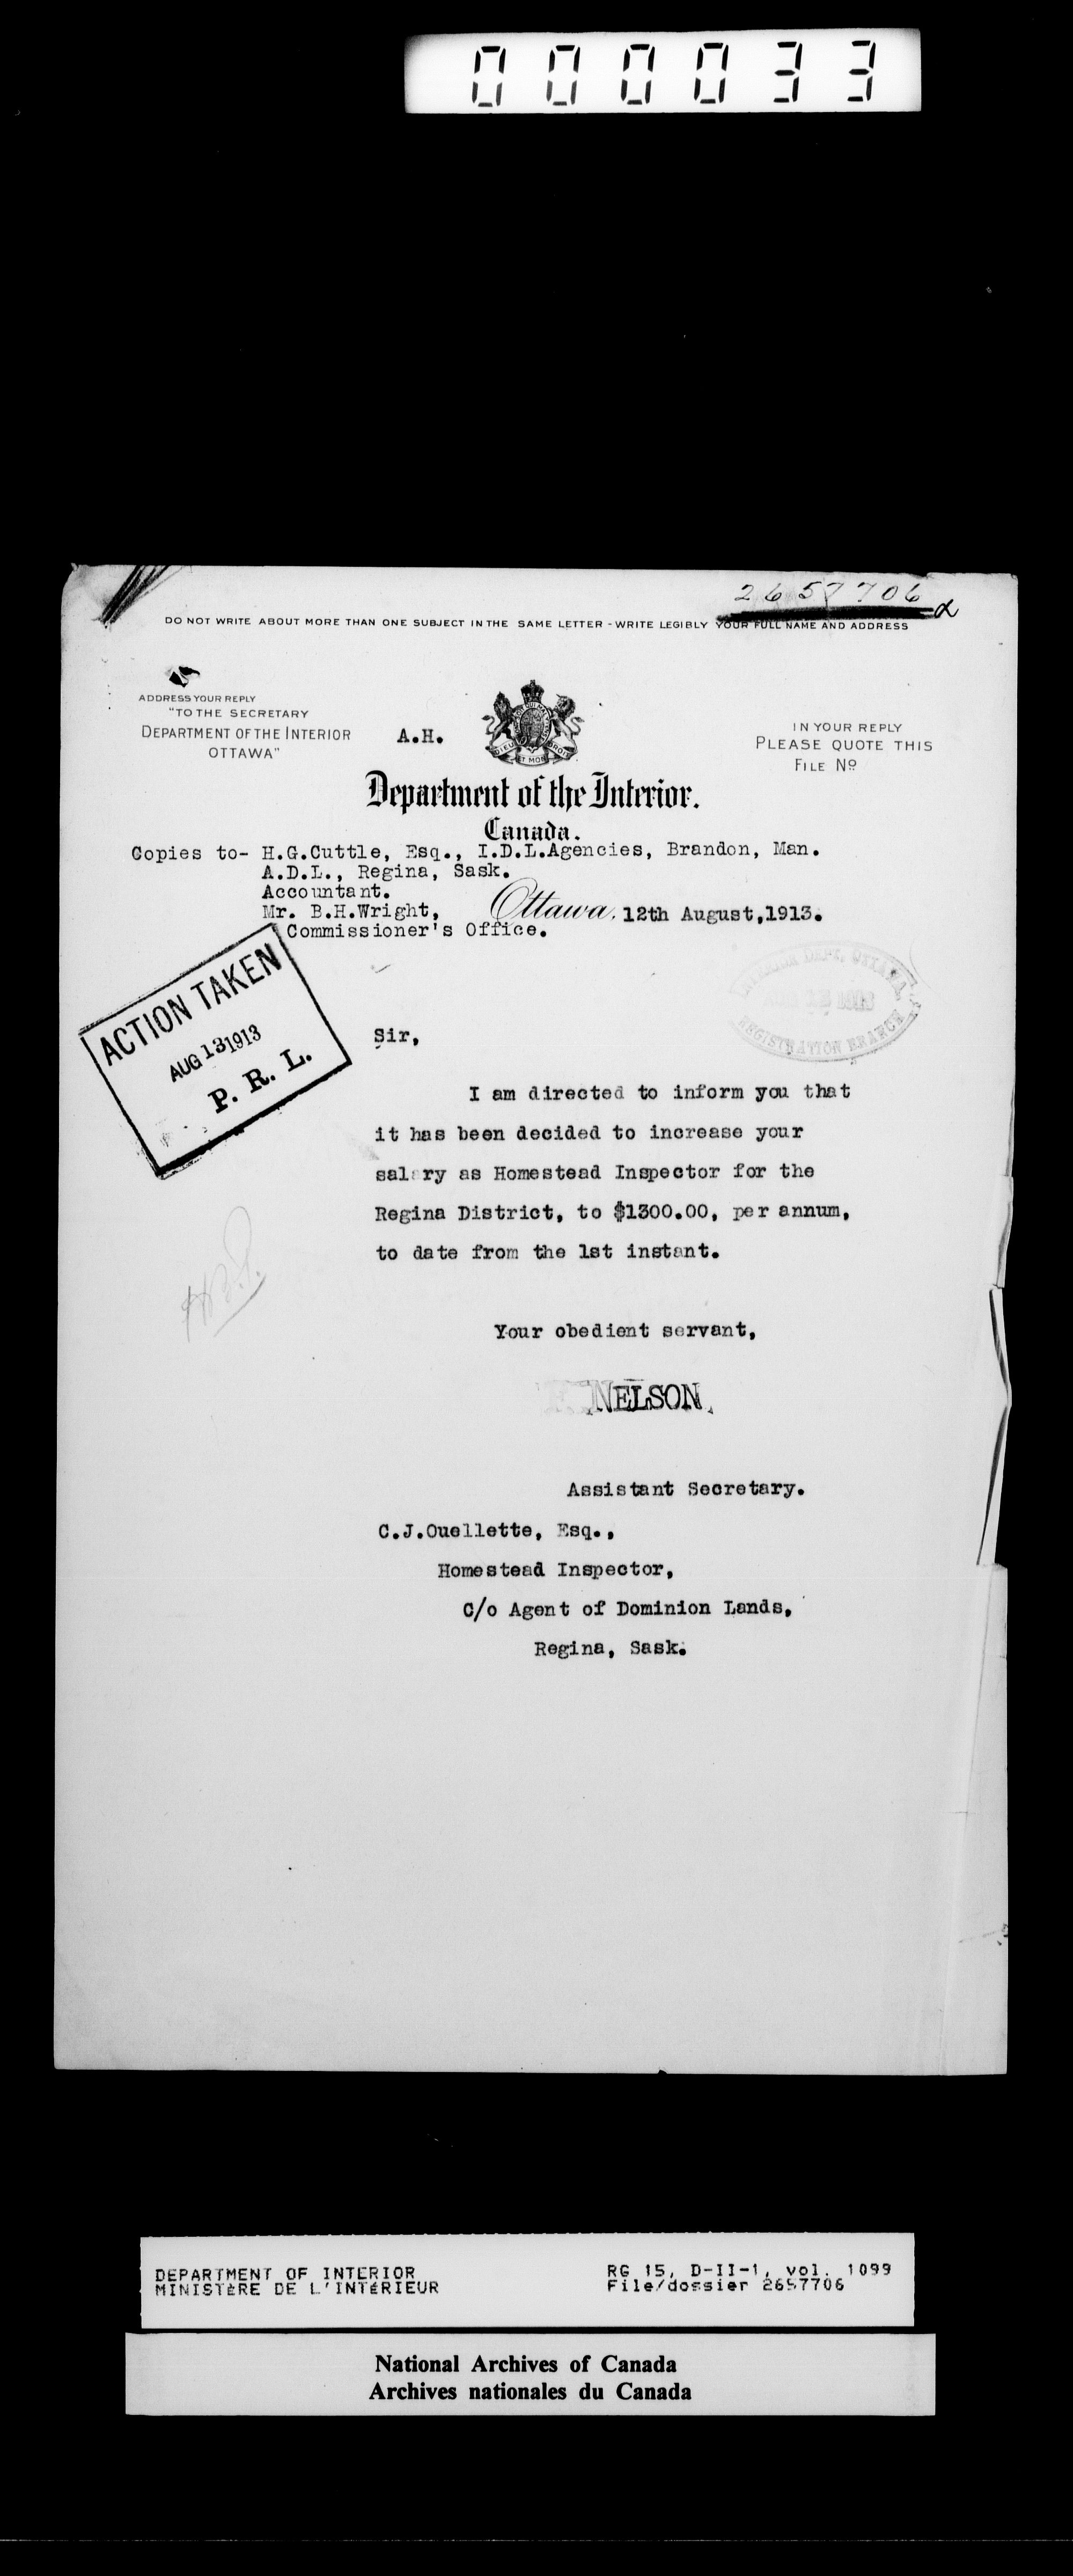 000033
2657706
DO NOT WRITE ABOUT MORE THAN ONE SUBJECT IN THE SAME LETTER - WRITE LEGIBLY YOUR FULL NAME AND ADDRESS
ADDRESS YOUR REPLY
"TO THE SECRETARY
DEPARTMENT OF THE INTERIOR
OTTAWA"
A.H.
IN YOUR REPLY
PLEASE QUOTE THIS
FILE No
Department of the Interior.
Canada.
Copies to- H.G.Cuttle, Esq., I.D.L.Agencies, Brandon, Man.
A.D.L., Regina, Sask.
Accountant.
Mr. B.H.Wright,
Commissioner's Office.
Ottawa, 12th August,1913.
INTERIOR DEPT. OTTAWA,
REGISTRATION BRANCH
ACTION TAKEN
AUG 13 1913
P. R. L.
Sir,
I am directed to inform you that
it has been decided to increase your
salary as Homestead Inspector for the
Regina District, to $1300.00, per annum,
to date from the 1st instant.
Your obedient servant,
NELSON.
Assistant Secretary.
C.J.Ouellette, Esq.,
Homestead Inspector,
C/o Agent of Dominion Lands,
Regina, Sask.
DEPARTMENT OF INTERIOR
MINISTÈRE DE L'INTÉRIEUR
RG 15, D-II-1, vol. 1099
File/dossier 2657706
National Archives of Canada
Archives nationales du Canada